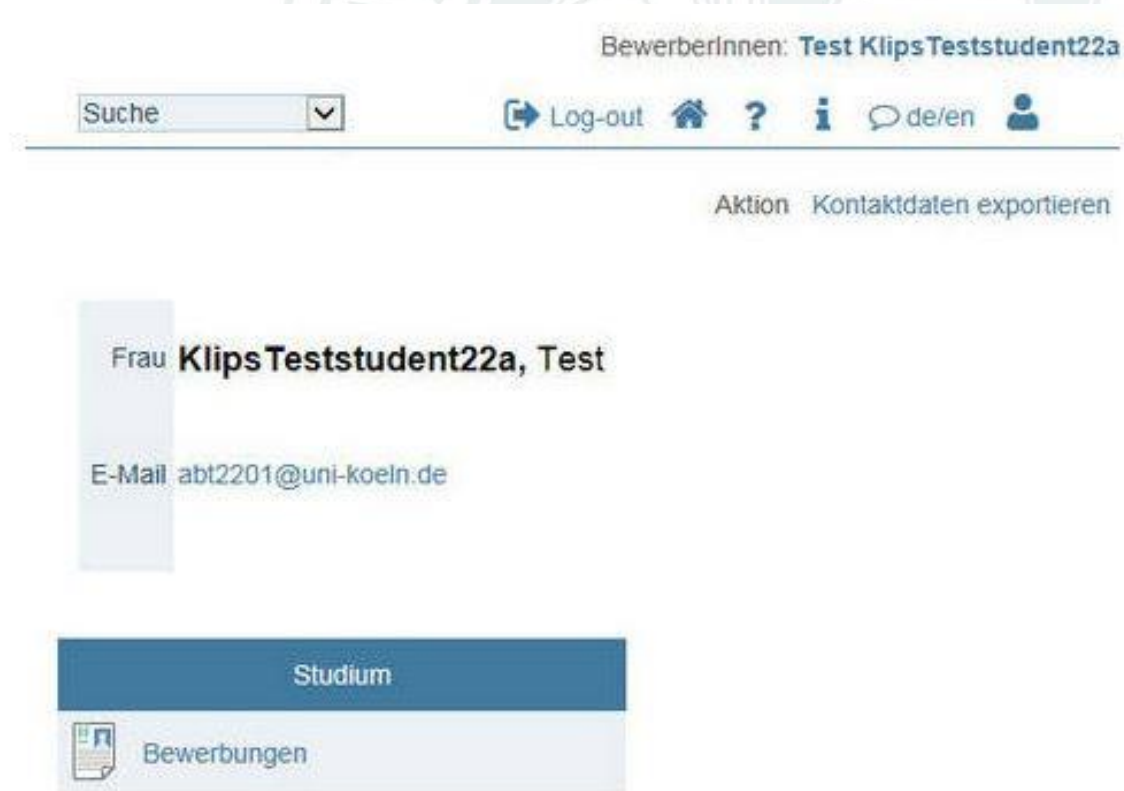 BewerberInnen: Test KlipsTeststudent22a
Suche Log-out ? i de/en
Aktion Kontaktdaten exportieren
Frau KlipsTeststudent22a, Test
E-Mail abt2201@uni-koeln.de
Studium
Bewerbungen